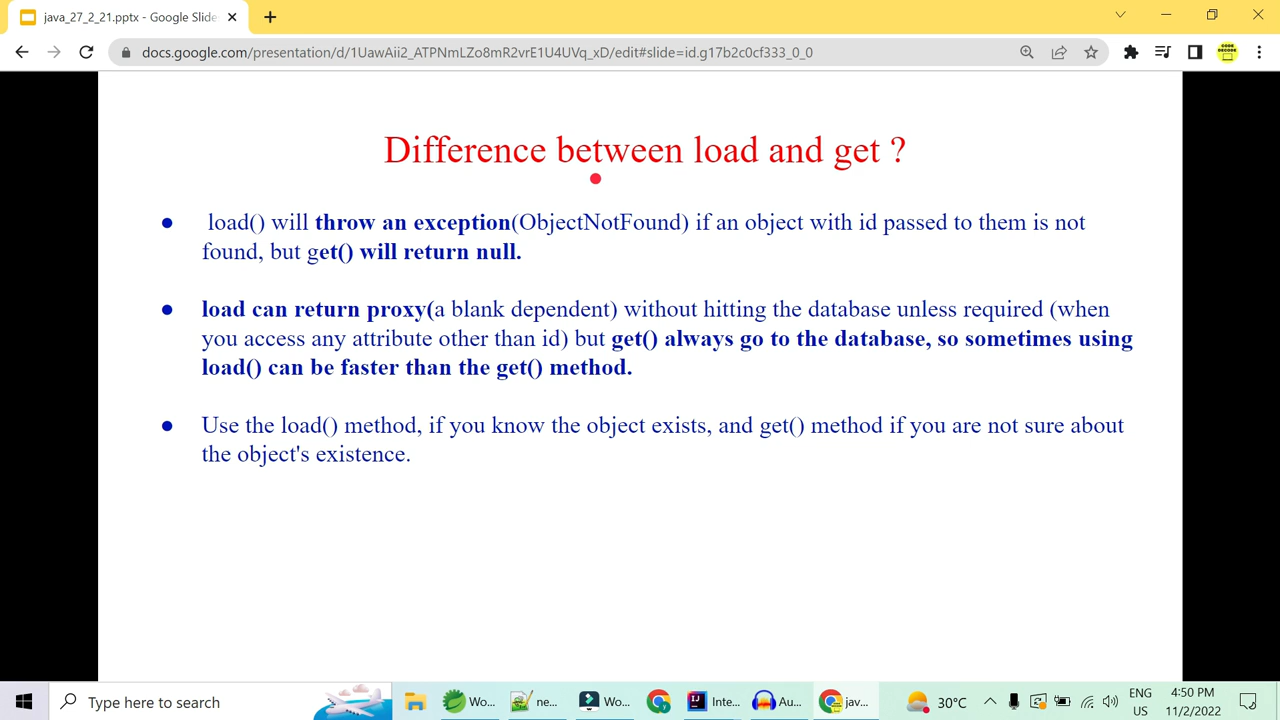 java_27_2_21.pptx - Google Slide
docs.google.com/presentation/d/1UawAii2_ATPNmLZo8mR2vrE1U4UVq_xD/edit#slide=id.g17b2c0cf333_0_0
CODE
DECODE
Difference between load and get ?
● load() will throw an exception(ObjectNotFound) if an object with id passed to them is not
found, but get() will return null.
● load can return proxy(a blank dependent) without hitting the database unless required (when
you access any attribute other than id) but get() always go to the database, so sometimes using
load() can be faster than the get() method.
● Use the load() method, if you know the object exists, and get() method if you are not sure about
the object's existence.
Type here to search
Wo...
ne...
Wo...
Inte...
Au...
jav...
30°C
ENG
US
4:50 PM
11/2/2022